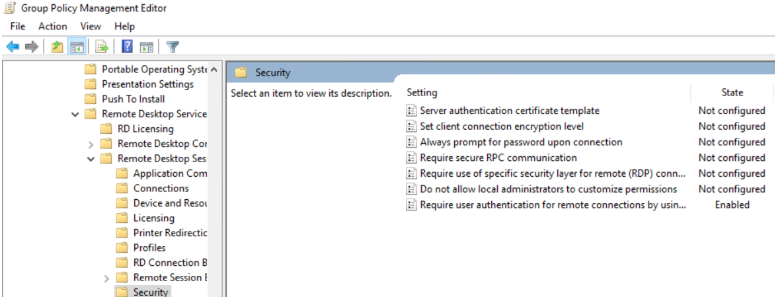 Group Policy Management Editor
File Action View Help
Portable Operating Syste
Presentation Settings
Push To Install
Remote Desktop Service
RD Licensing
Remote Desktop Con
Remote Desktop Ses
Application Com
Connections
Device and Resou
Licensing
Printer Redirectic
Profiles
RD Connection B
Remote Session E
Security
Security
Select an item to view its description.
Setting State
Server authentication certificate template Not configured
Set client connection encryption level Not configured
Always prompt for password upon connection Not configured
Require secure RPC communication Not configured
Require use of specific security layer for remote (RDP) conn... Not configured
Do not allow local administrators to customize permissions Not configured
Require user authentication for remote connections by usin... Enabled